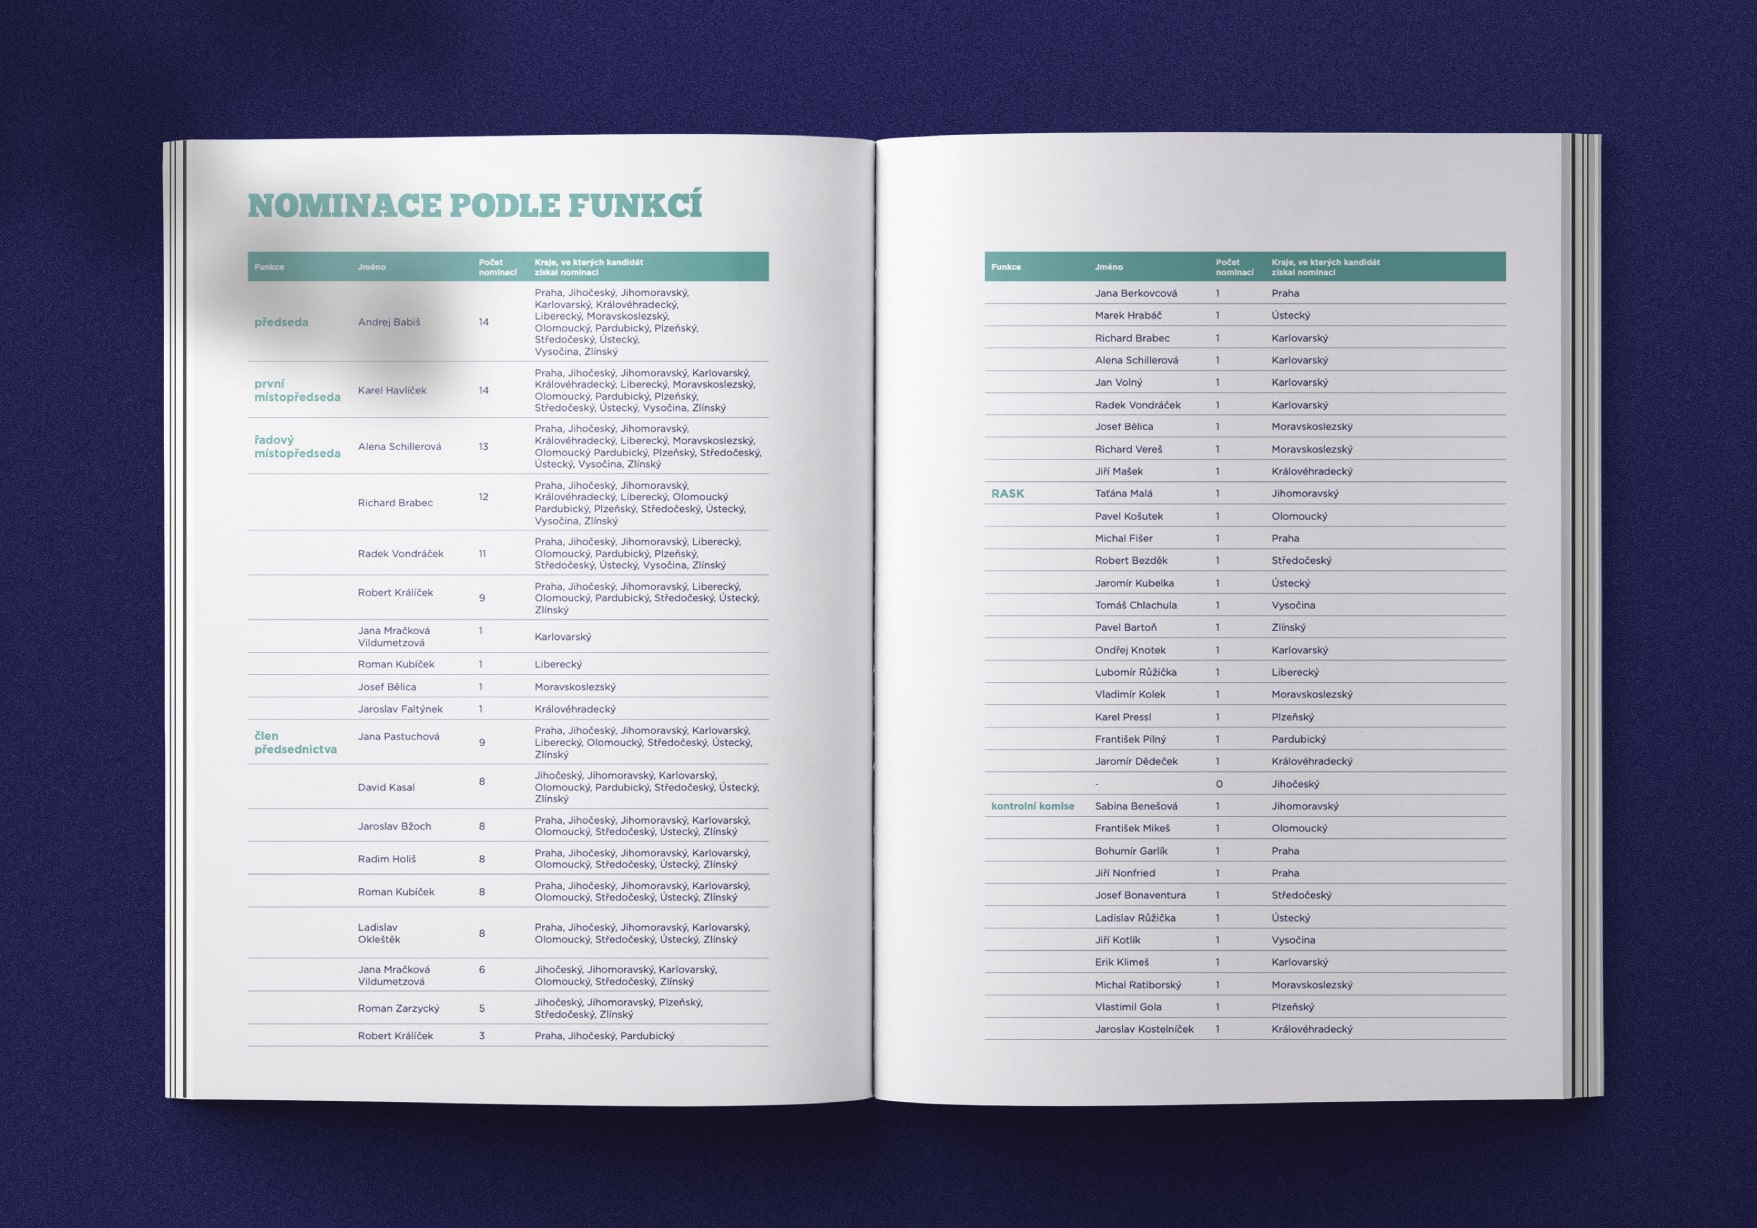 NOMINACE PODLE FUNKCÍ
Funkce Jméno Počet nominací Kraje, ve kterých kandidát získal nominaci
předseda Andrej Babiš 14 Praha, Jihočeský, Jihomoravský,
Karlovarský, Královéhradecký,
Liberecký, Moravskoslezský,
Olomoucký, Pardubický, Plzeňský,
Středočeský, Ústecký,
Vysočina, Zlínský
první místopředseda Karel Havlíček 14 Praha, Jihočeský, Jihomoravský, Karlovarský,
Královéhradecký, Liberecký, Moravskoslezský,
Olomoucký, Pardubický, Plzeňský,
Středočeský, Ústecký, Vysočina, Zlínský
řadový místopředseda Alena Schillerová 13 Praha, Jihočeský, Jihomoravský,
Královéhradecký, Liberecký, Moravskoslezský,
Olomoucký Pardubický, Plzeňský, Středočeský,
Ústecký, Vysočina, Zlínský
Richard Brabec 12 Praha, Jihočeský, Jihomoravský,
Královéhradecký, Liberecký, Olomoucký
Pardubický, Plzeňský, Středočeský, Ústecký,
Vysočina, Zlínský
Radek Vondráček 11 Praha, Jihočeský, Jihomoravský, Liberecký,
Olomoucký, Pardubický, Plzeňský,
Středočeský, Ústecký, Vysočina, Zlínský
Robert Králíček 9 Praha, Jihočeský, Jihomoravský, Liberecký,
Olomoucký, Pardubický, Středočeský, Ústecký,
Zlínský
Jana Mračková Vildumetzová 1 Karlovarský
Roman Kubíček 1 Liberecký
Josef Bělica 1 Moravskoslezský
Jaroslav Faltýnek 1 Královéhradecký
člen předsednictva Jana Pastuchová 9 Praha, Jihočeský, Jihomoravský, Karlovarský,
Liberecký, Olomoucký, Středočeský, Ústecký,
Zlínský
David Kasal 8 Jihočeský, Jihomoravský, Karlovarský,
Olomoucký, Pardubický, Středočeský, Ústecký,
Zlínský
Jaroslav Bžoch 8 Praha, Jihočeský, Jihomoravský, Karlovarský,
Olomoucký, Středočeský, Ústecký, Zlínský
Radim Holiš 8 Praha, Jihočeský, Jihomoravský, Karlovarský,
Olomoucký, Středočeský, Ústecký, Zlínský
Roman Kubíček 8 Praha, Jihočeský, Jihomoravský, Karlovarský,
Olomoucký, Středočeský, Ústecký, Zlínský
Ladislav Okleštěk 8 Praha, Jihočeský, Jihomoravský, Karlovarský,
Olomoucký, Středočeský, Ústecký, Zlínský
Jana Mračková Vildumetzová 6 Jihočeský, Jihomoravský, Karlovarský,
Olomoucký, Středočeský, Zlínský
Roman Zarzycký 5 Jihočeský, Jihomoravský, Plzeňský,
Středočeský, Zlínský
Robert Králíček 3 Praha, Jihočeský, Pardubický
Funkce Jméno Počet nominací Kraje, ve kterých kandidát získal nominaci
Jana Berkovcová 1 Praha
Marek Hrabáč 1 Ústecký
Richard Brabec 1 Karlovarský
Alena Schillerová 1 Karlovarský
Jan Volný 1 Karlovarský
Radek Vondráček 1 Karlovarský
Josef Bělica 1 Moravskoslezský
Richard Vereš 1 Moravskoslezský
Jiří Mašek 1 Královéhradecký
RASK Taťána Malá 1 Jihomoravský
Pavel Košutek 1 Olomoucký
Michal Fišer 1 Praha
Robert Bezděk 1 Středočeský
Jaromír Kubelka 1 Ústecký
Tomáš Chlachula 1 Vysočina
Pavel Bartoň 1 Zlínský
Ondřej Knotek 1 Karlovarský
Lubomír Růžička 1 Liberecký
Vladimír Kolek 1 Moravskoslezský
Karel Pressl 1 Plzeňský
František Pilný 1 Pardubický
Jaromír Dědeček 1 Královéhradecký
- 0 Jihočeský
kontrolní komise Sabina Benešová 1 Jihomoravský
František Mikeš 1 Olomoucký
Bohumír Garlík 1 Praha
Jiří Nonfried 1 Praha
Josef Bonaventura 1 Středočeský
Ladislav Růžička 1 Ústecký
Jiří Kotlík 1 Vysočina
Erik Klimeš 1 Karlovarský
Michal Ratiborský 1 Moravskoslezský
Vlastimil Gola 1 Plzeňský
Jaroslav Kostelníček 1 Královéhradecký